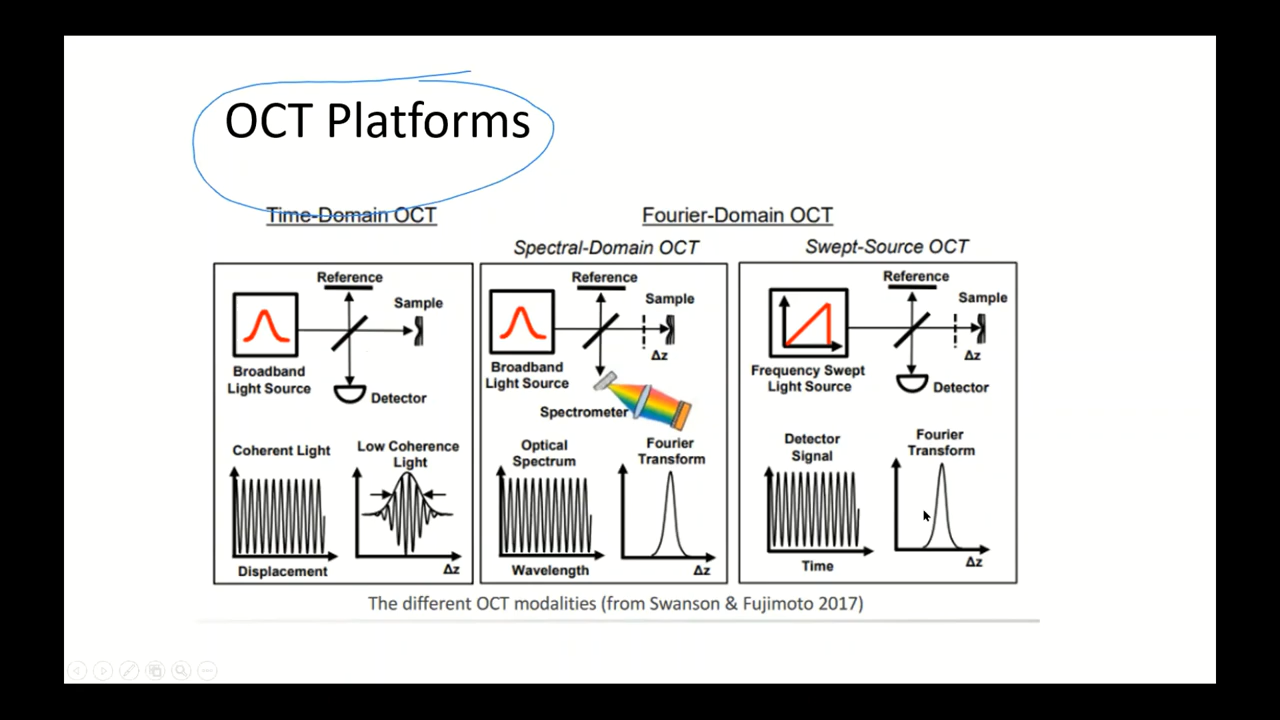 OCT Platforms
Time-Domain OCT
Fourier-Domain OCT
Spectral-Domain OCT
Swept-Source OCT
Reference
Sample
Broadband
Light Source
Detector
Coherent Light
Low Coherence
Light
Displacement
Δz
Reference
Sample
Δz
Broadband
Light Source
Spectrometer
Optical
Spectrum
Fourier
Transform
Wavelength
Δz
Reference
Sample
Δz
Frequency Swept
Light Source
Detector
Detector
Signal
Fourier
Transform
Time
Δz
The different OCT modalities (from Swanson & Fujimoto 2017)